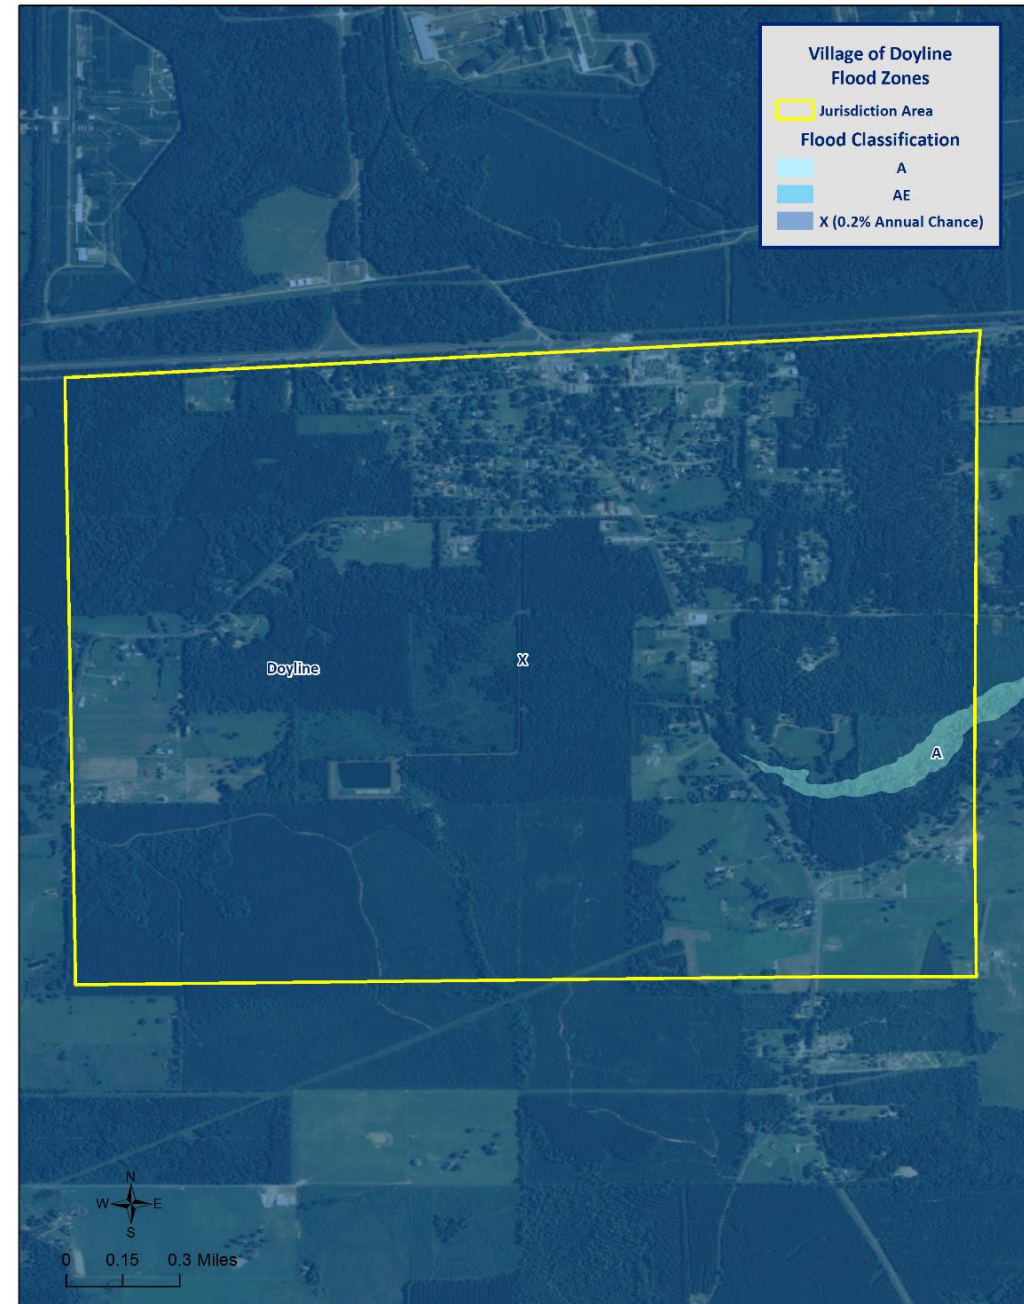 Village of Doyline
Flood Zones
Jurisdiction Area
Flood Classification
A
AE
X (0.2% Annual Chance)
Doyline
X
A
N
W E
S
0 0.15 0.3 Miles